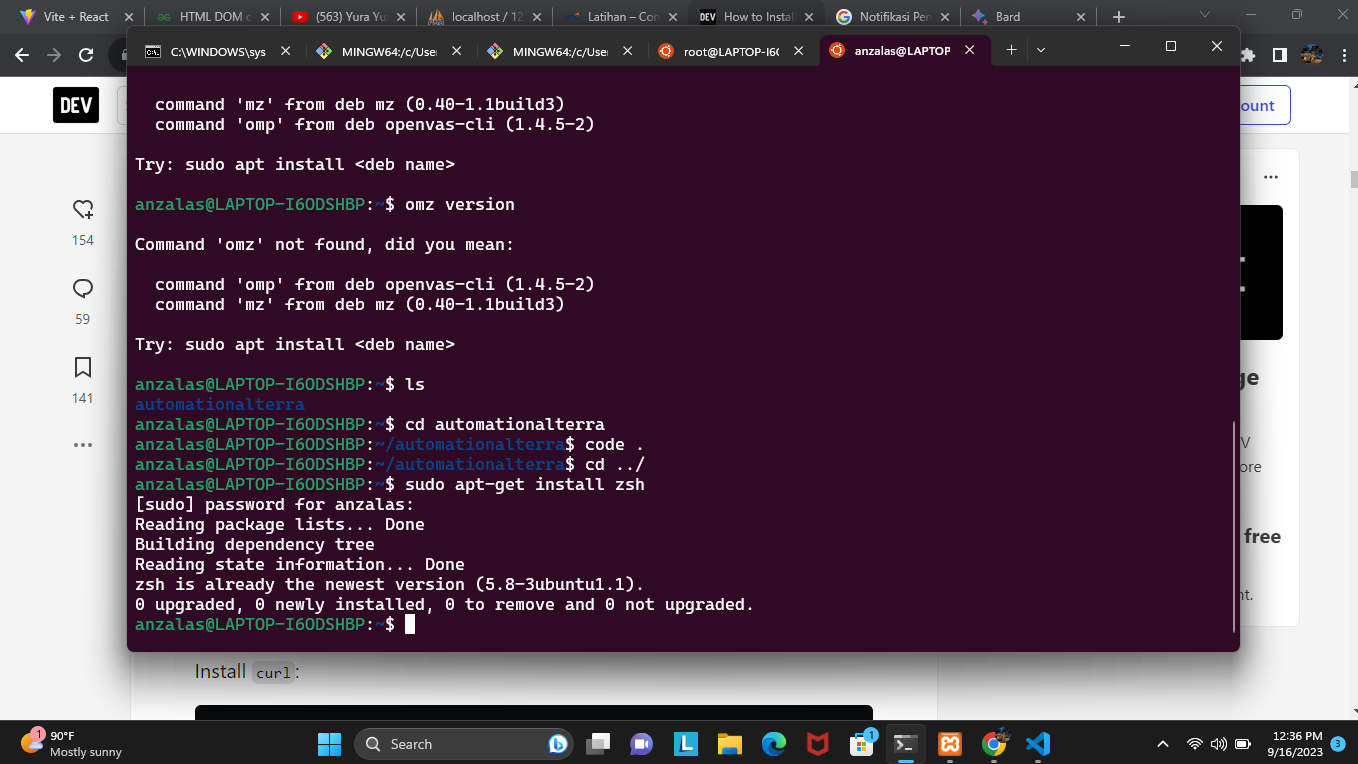 Vite + React
HTML DOM c
(563) Yura Yu
localhost / 12
Latihan – Con
DEV How to Instal
Notifikasi Pen
Bard
C:\WINDOWS\sys
MINGW64:/c/User
MINGW64:/c/User
root@LAPTOP-I6O
anzalas@LAPTOP
DEV
ount
command 'mz' from deb mz (0.40-1.1build3)
command 'omp' from deb openvas-cli (1.4.5-2)
Try: sudo apt install <deb name>
anzalas@LAPTOP-I6ODSHBP:~$ omz version
Command 'omz' not found, did you mean:
command 'omp' from deb openvas-cli (1.4.5-2)
command 'mz' from deb mz (0.40-1.1build3)
Try: sudo apt install <deb name>
anzalas@LAPTOP-I6ODSHBP:~$ ls
automationalterra
anzalas@LAPTOP-I6ODSHBP:~$ cd automationalterra
anzalas@LAPTOP-I6ODSHBP:~/automationalterra$ code .
anzalas@LAPTOP-I6ODSHBP:~/automationalterra$ cd ../
anzalas@LAPTOP-I6ODSHBP:~$ sudo apt-get install zsh
[sudo] password for anzalas:
Reading package lists... Done
Building dependency tree
Reading state information... Done
zsh is already the newest version (5.8-3ubuntu1.1).
0 upgraded, 0 newly installed, 0 to remove and 0 not upgraded.
anzalas@LAPTOP-I6ODSHBP:~$
154
59
141
ge
V
ore
free
nt.
Install curl:
1
90°F
Mostly sunny
Search
1
12:36 PM
9/16/2023
3